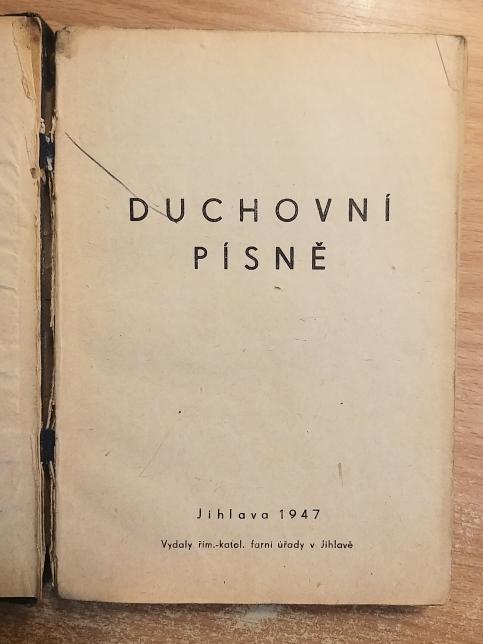 DUCHOVNÍ
PÍSNĚ
Jihlava 1947
Vydaly řím.-katol. farní úřady v Jihlavě